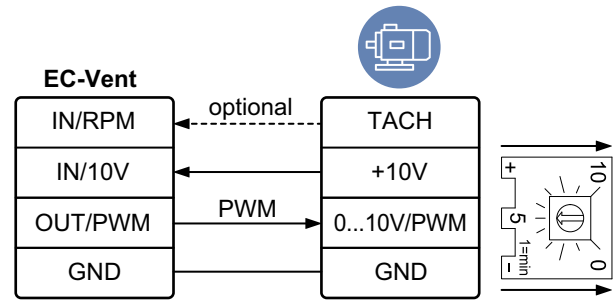 EC-Vent
IN/RPM
optional
TACH
IN/10V
+10V
OUT/PWM
PWM
0...10V/PWM
GND
GND
+
5
-
1=min
10
0